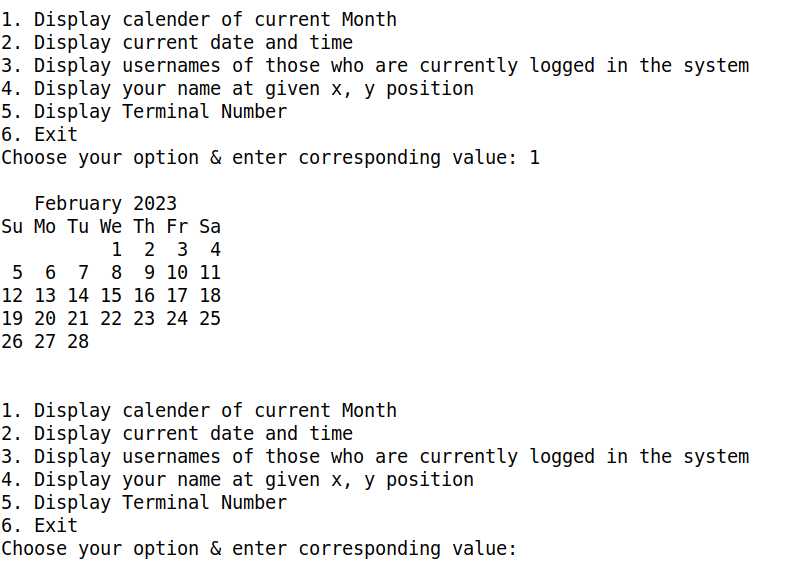 1. Display calender of current Month
2. Display current date and time
3. Display usernames of those who are currently logged in the system
4. Display your name at given x, y position
5. Display Terminal Number
6. Exit
Choose your option & enter corresponding value: 1

   February 2023
Su Mo Tu We Th Fr Sa
          1  2  3  4
 5  6  7  8  9 10 11
12 13 14 15 16 17 18
19 20 21 22 23 24 25
26 27 28

1. Display calender of current Month
2. Display current date and time
3. Display usernames of those who are currently logged in the system
4. Display your name at given x, y position
5. Display Terminal Number
6. Exit
Choose your option & enter corresponding value: